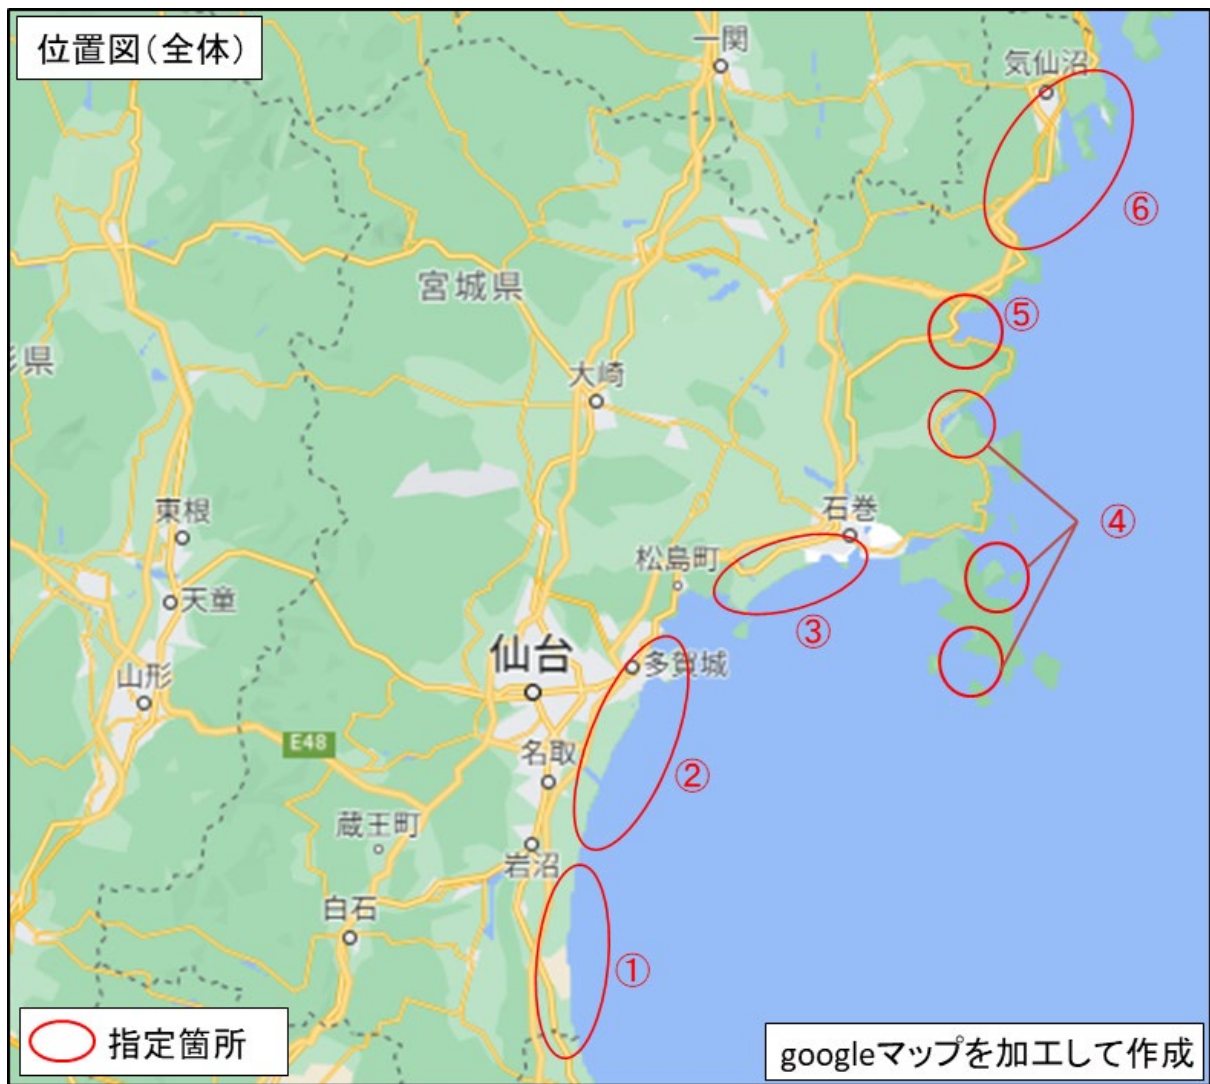 位置図(全体)
一関
気仙沼
⑥
宮城県
⑤
県
大崎
東根
石巻
④
松島町
天童
③
仙台
多賀城
山形
E48
名取
②
蔵王町
岩沼
白石
①
指定箇所
googleマップを加工して作成